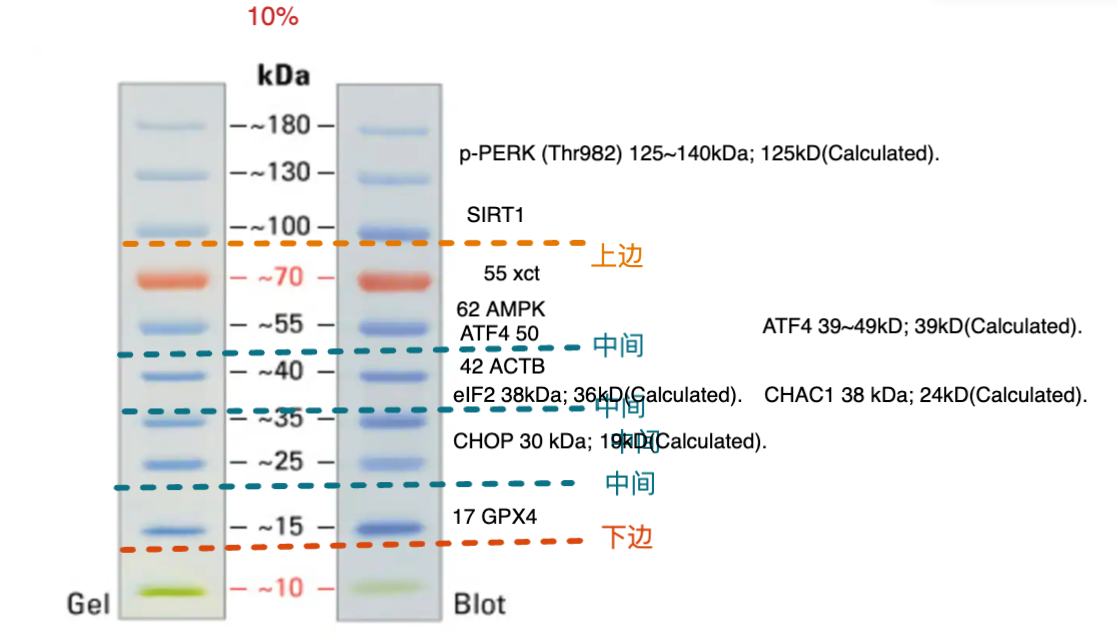 10%
kDa
~180
p-PERK (Thr982) 125~140kDa; 125kD(Calculated).
~130
SIRT1
~100
上边
~70
55 xct
62 AMPK
~55
ATF4 50
ATF4 39~49kD; 39kD(Calculated).
中间
42 ACTB
~40
eIF2 38kDa; 36kD(Calculated).
CHAC1 38 kDa; 24kD(Calculated).
中间
~35
CHOP 30 kDa; 19kD(Calculated).
中间
~25
中间
17 GPX4
~15
下边
~10
Gel
Blot